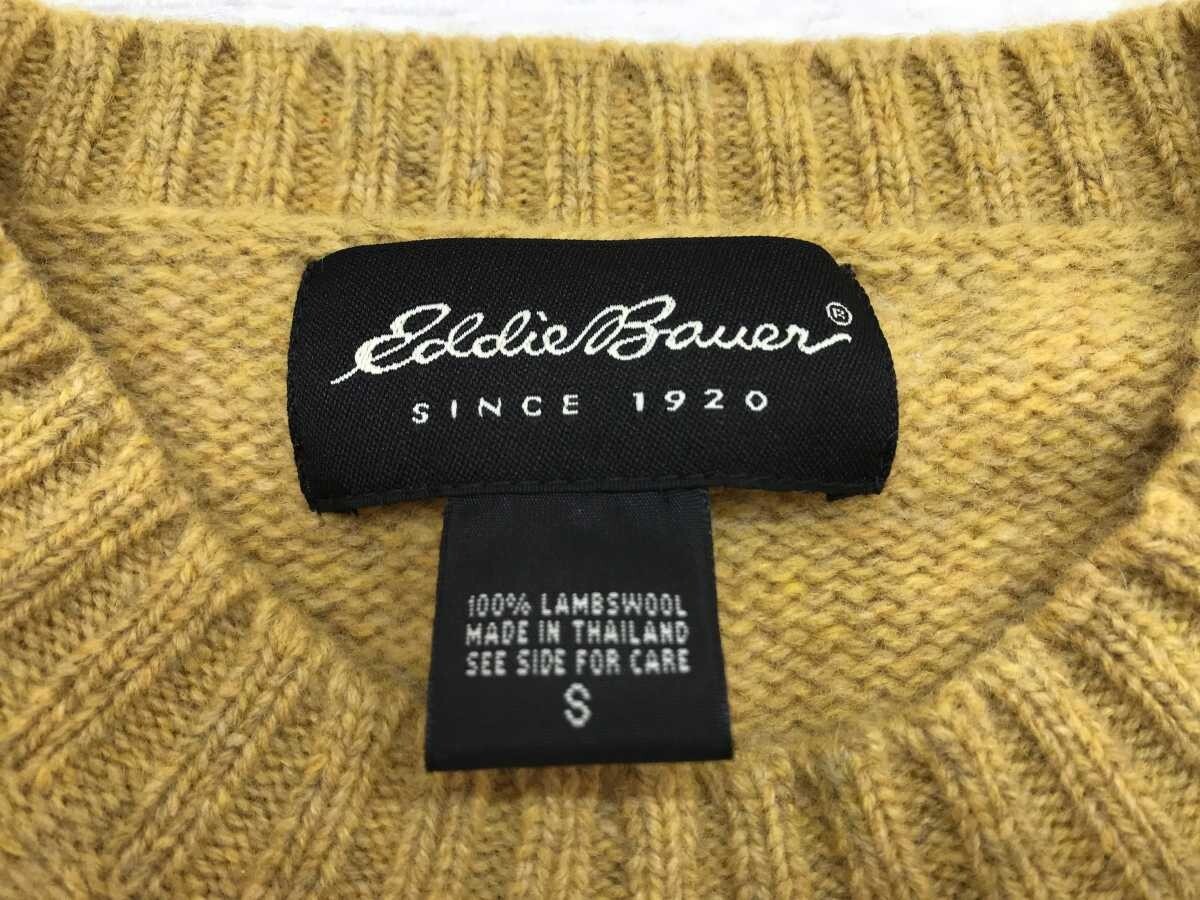 Eddie Bauer®
SINCE 1920
100% LAMBSWOOL
MADE IN THAILAND
SEE SIDE FOR CARE
S